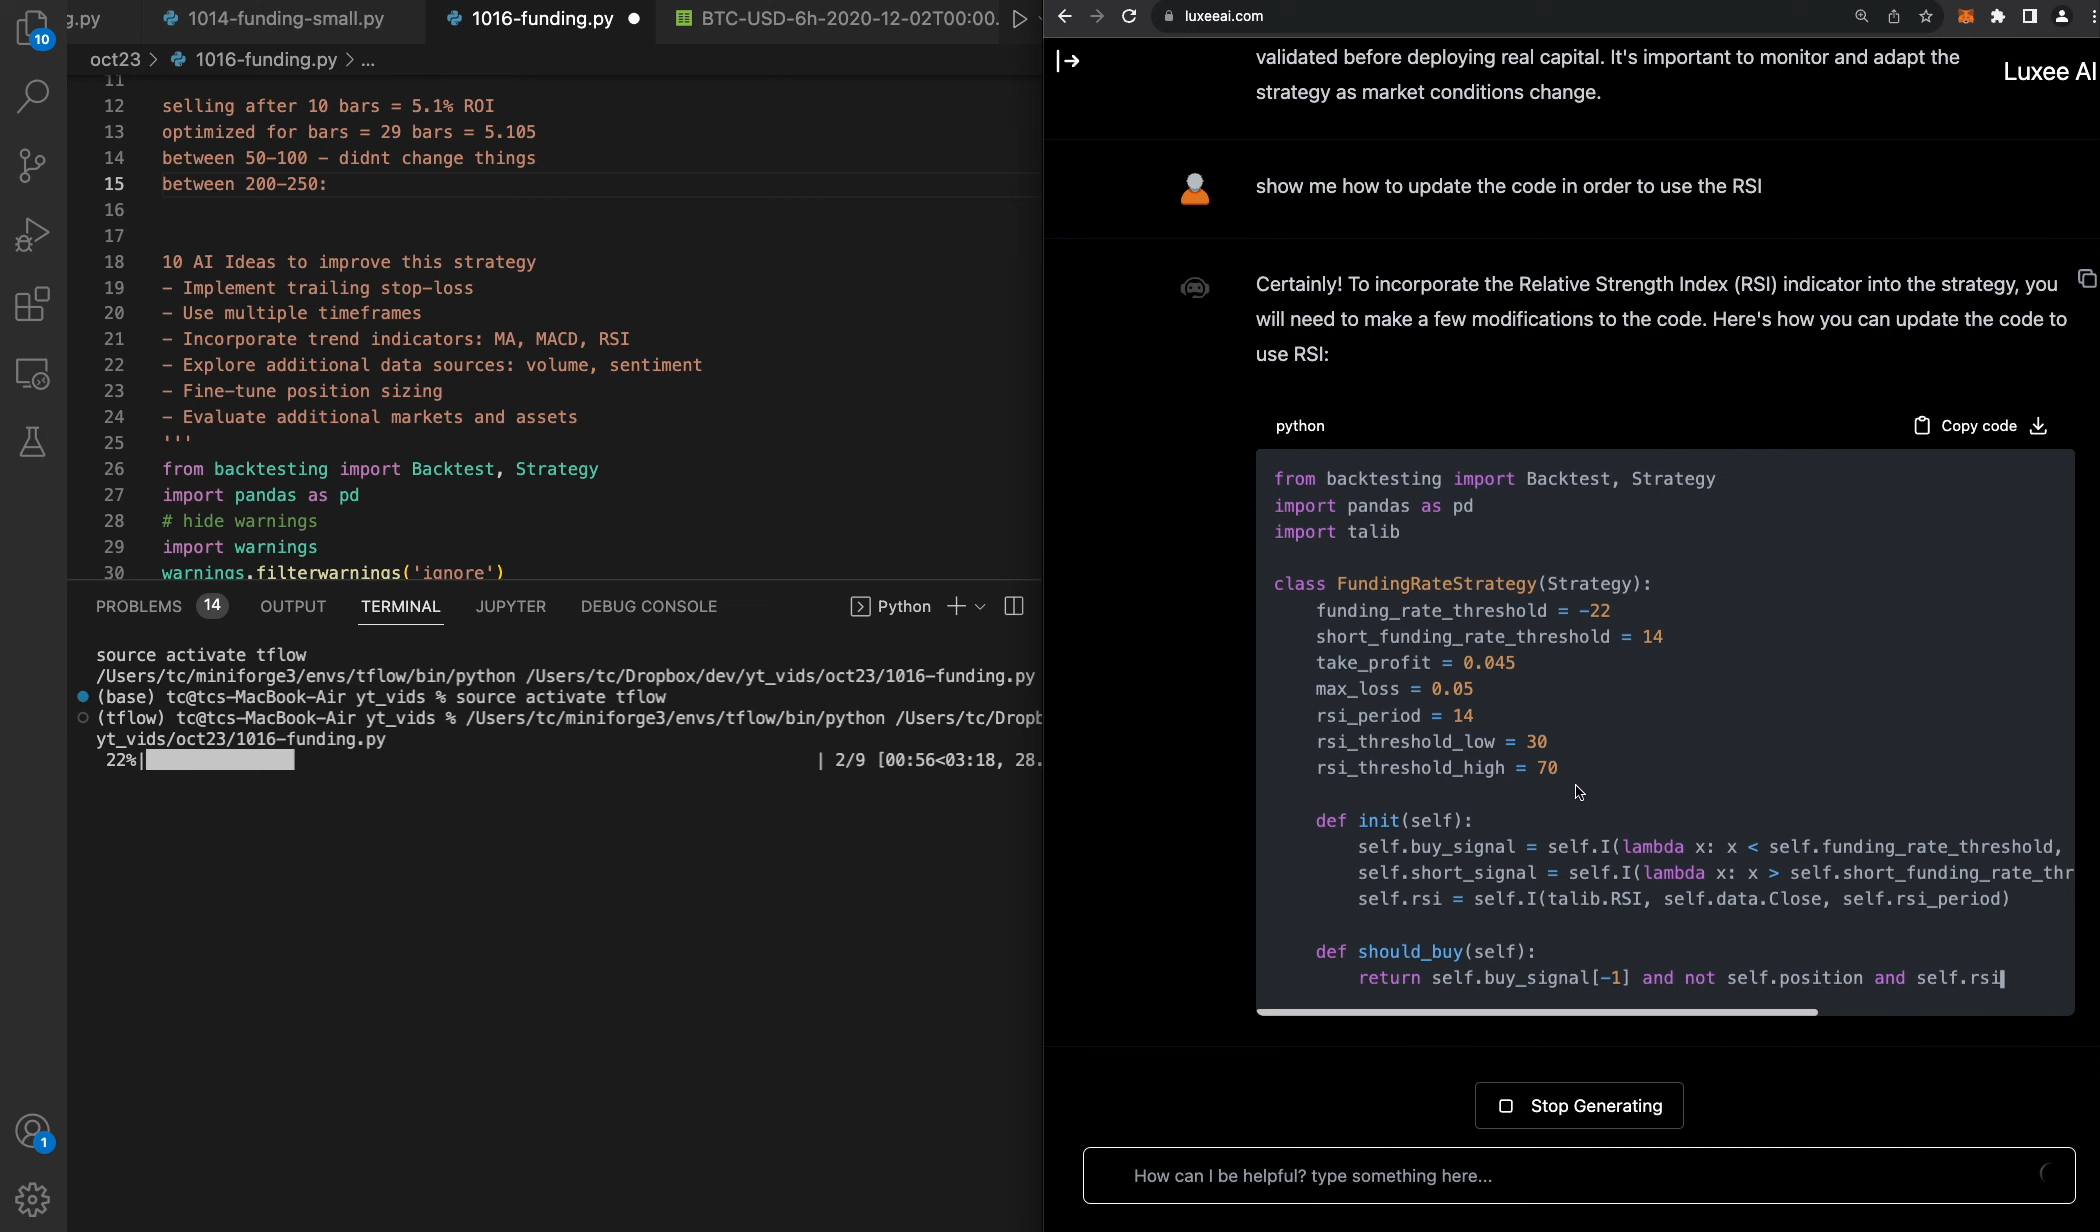 10
g.py
1014-funding-small.py
1016-funding.py
BTC-USD-6h-2020-12-02T00:00.
oct23 > 1016-funding.py > ...
11
12 selling after 10 bars = 5.1% ROI
13 optimized for bars = 29 bars = 5.105
14 between 50-100 - didnt change things
15 between 200-250:
16
17
18 10 AI Ideas to improve this strategy
19 - Implement trailing stop-loss
20 - Use multiple timeframes
21 - Incorporate trend indicators: MA, MACD, RSI
22 - Explore additional data sources: volume, sentiment
23 - Fine-tune position sizing
24 - Evaluate additional markets and assets
25 '''
26 from backtesting import Backtest, Strategy
27 import pandas as pd
28 # hide warnings
29 import warnings
30 warnings.filterwarnings('ignore')
PROBLEMS 14 OUTPUT TERMINAL JUPYTER DEBUG CONSOLE Python
source activate tflow
/Users/tc/miniforge3/envs/tflow/bin/python /Users/tc/Dropbox/dev/yt_vids/oct23/1016-funding.py
(base) tc@tcs-MacBook-Air yt_vids % source activate tflow
(tflow) tc@tcs-MacBook-Air yt_vids % /Users/tc/miniforge3/envs/tflow/bin/python /Users/tc/Dropb
yt_vids/oct23/1016-funding.py
22%| | 2/9 [00:56<03:18, 28.
1
luxeeai.com
Luxee AI
validated before deploying real capital. It's important to monitor and adapt the
strategy as market conditions change.
show me how to update the code in order to use the RSI
Certainly! To incorporate the Relative Strength Index (RSI) indicator into the strategy, you
will need to make a few modifications to the code. Here's how you can update the code to
use RSI:
python Copy code
from backtesting import Backtest, Strategy
import pandas as pd
import talib
class FundingRateStrategy(Strategy):
funding_rate_threshold = -22
short_funding_rate_threshold = 14
take_profit = 0.045
max_loss = 0.05
rsi_period = 14
rsi_threshold_low = 30
rsi_threshold_high = 70
def init(self):
self.buy_signal = self.I(lambda x: x < self.funding_rate_threshold,
self.short_signal = self.I(lambda x: x > self.short_funding_rate_thr
self.rsi = self.I(talib.RSI, self.data.Close, self.rsi_period)
def should_buy(self):
return self.buy_signal[-1] and not self.position and self.rsi
Stop Generating
How can I be helpful? type something here...